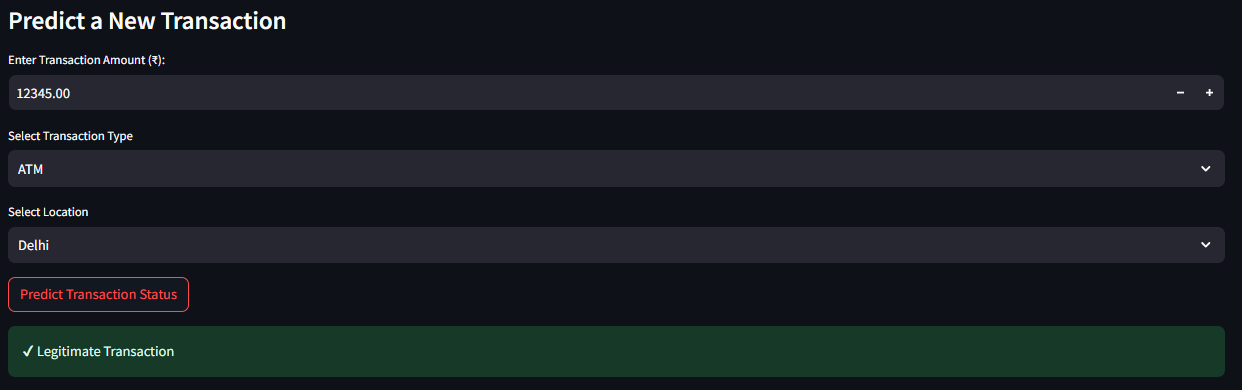 Predict a New Transaction
Enter Transaction Amount (₹):
12345.00 − +
Select Transaction Type
ATM
Select Location
Delhi
Predict Transaction Status
✓ Legitimate Transaction